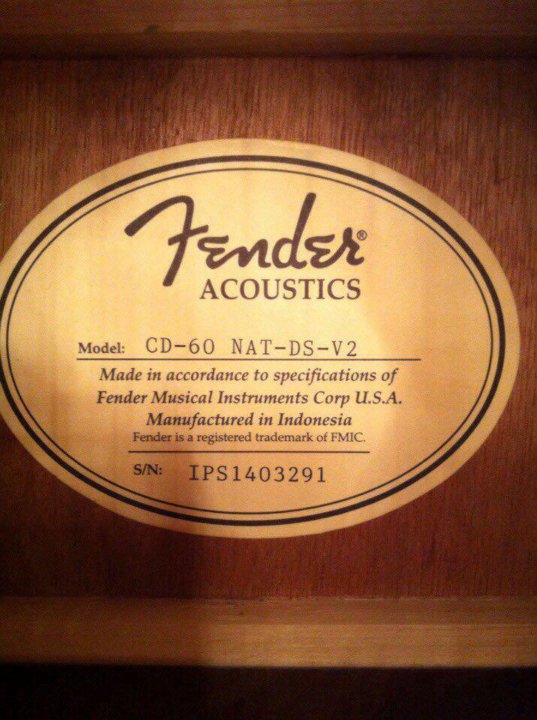 Fender®
ACOUSTICS
Model: CD-60 NAT-DS-V2
Made in accordance to specifications of
Fender Musical Instruments Corp U.S.A.
Manufactured in Indonesia
Fender is a registered trademark of FMIC.
S/N: IPS1403291